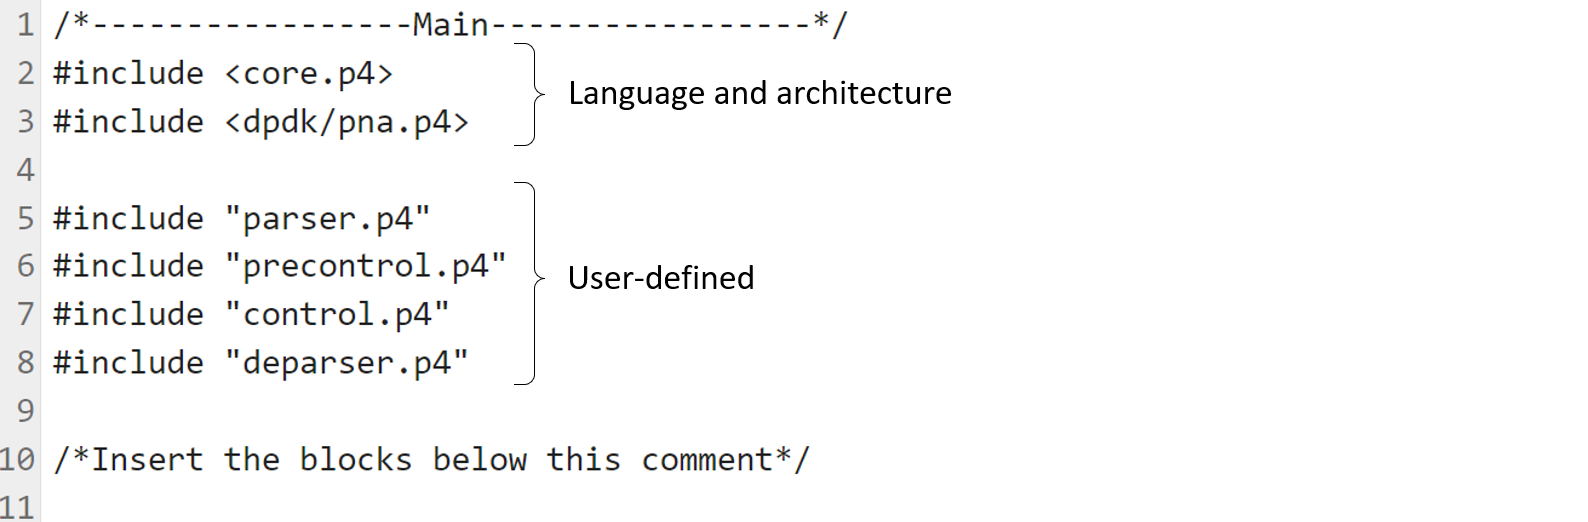 1 /*-----------------Main-----------------*/
2 #include <core.p4>
3 #include <dpdk/pna.p4>
Language and architecture
4
5 #include "parser.p4"
6 #include "precontrol.p4"
7 #include "control.p4"
8 #include "deparser.p4"
User-defined
9
10 /*Insert the blocks below this comment*/
11